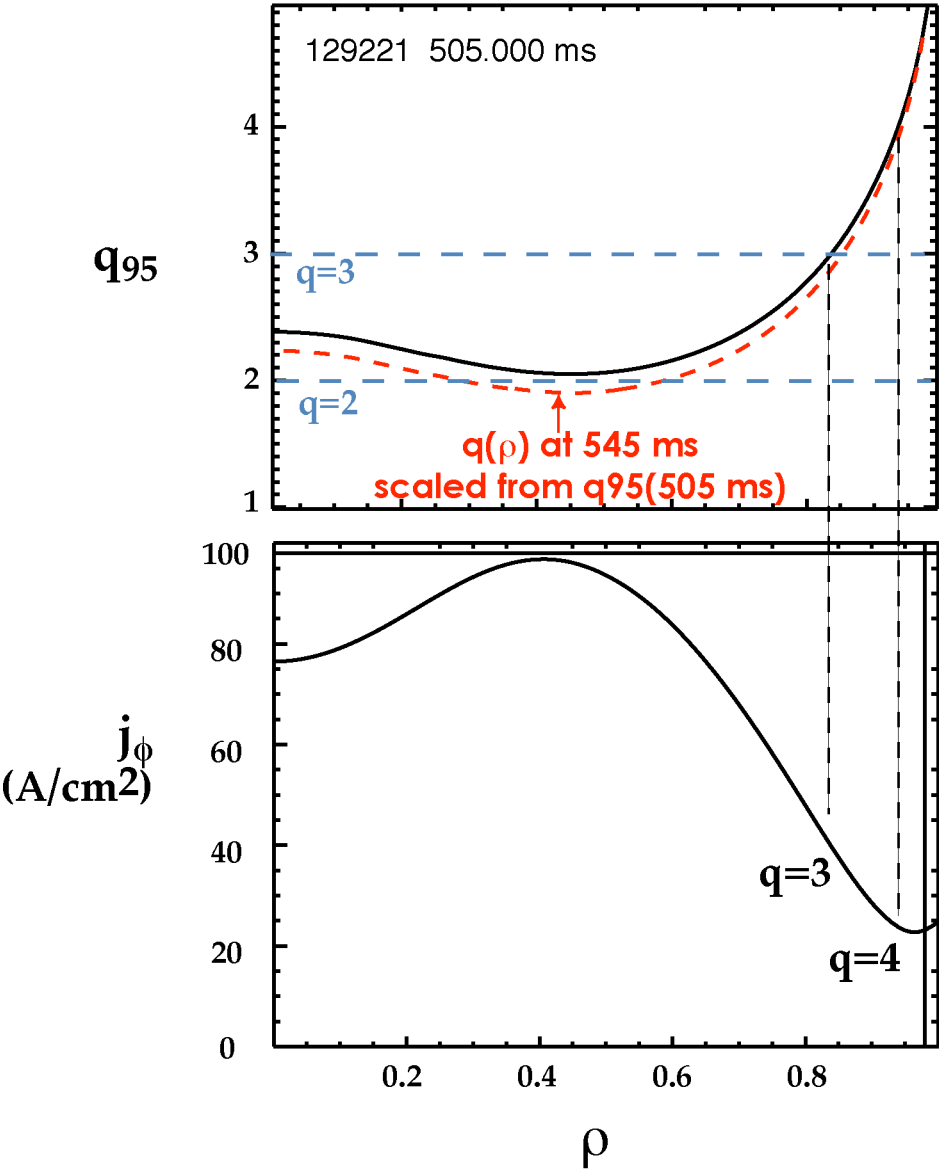 129221 505.000 ms
4
q95
3
q=3
2
q=2
q(ρ) at 545 ms
scaled from q95(505 ms)
1
100
80
jϕ
(A/cm2)
60
40
q=3
q=4
20
0
0.2 0.4 0.6 0.8
ρ